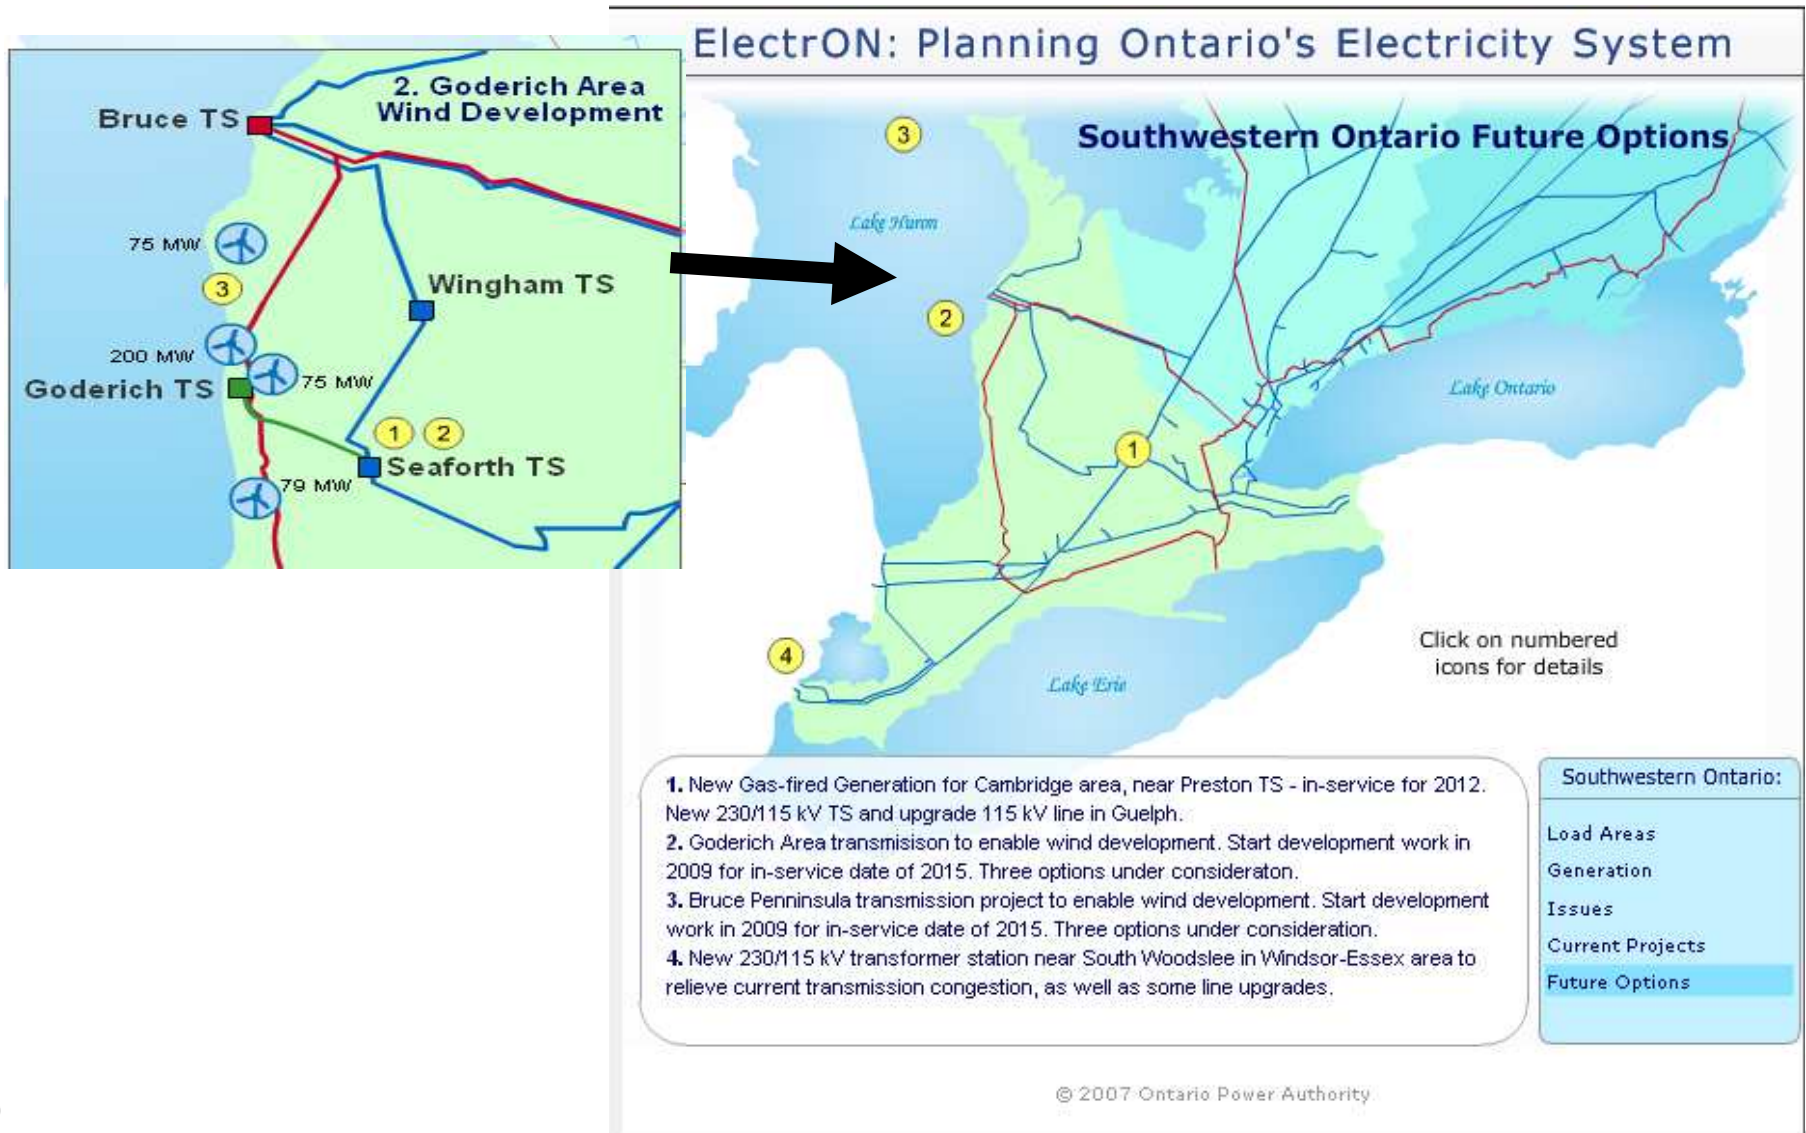 ElectrON: Planning Ontario's Electricity System
2. Goderich Area
Wind Development
Bruce TS
75 MW
3
Wingham TS
200 MW
75 MW
Goderich TS
1 2
Seaforth TS
79 MW
Southwestern Ontario Future Options
3
Lake Huron
2
Lake Ontario
1
4
Lake Erie
Click on numbered
icons for details
1. New Gas-fired Generation for Cambridge area, near Preston TS - in-service for 2012.
New 230/115 kV TS and upgrade 115 kV line in Guelph.
2. Goderich Area transmisison to enable wind development. Start development work in
2009 for in-service date of 2015. Three options under consideraton.
3. Bruce Penninsula transmission project to enable wind development. Start development
work in 2009 for in-service date of 2015. Three options under consideration.
4. New 230/115 kV transformer station near South Woodslee in Windsor-Essex area to
relieve current transmission congestion, as well as some line upgrades.
Southwestern Ontario:
Load Areas
Generation
Issues
Current Projects
Future Options
© 2007 Ontario Power Authority